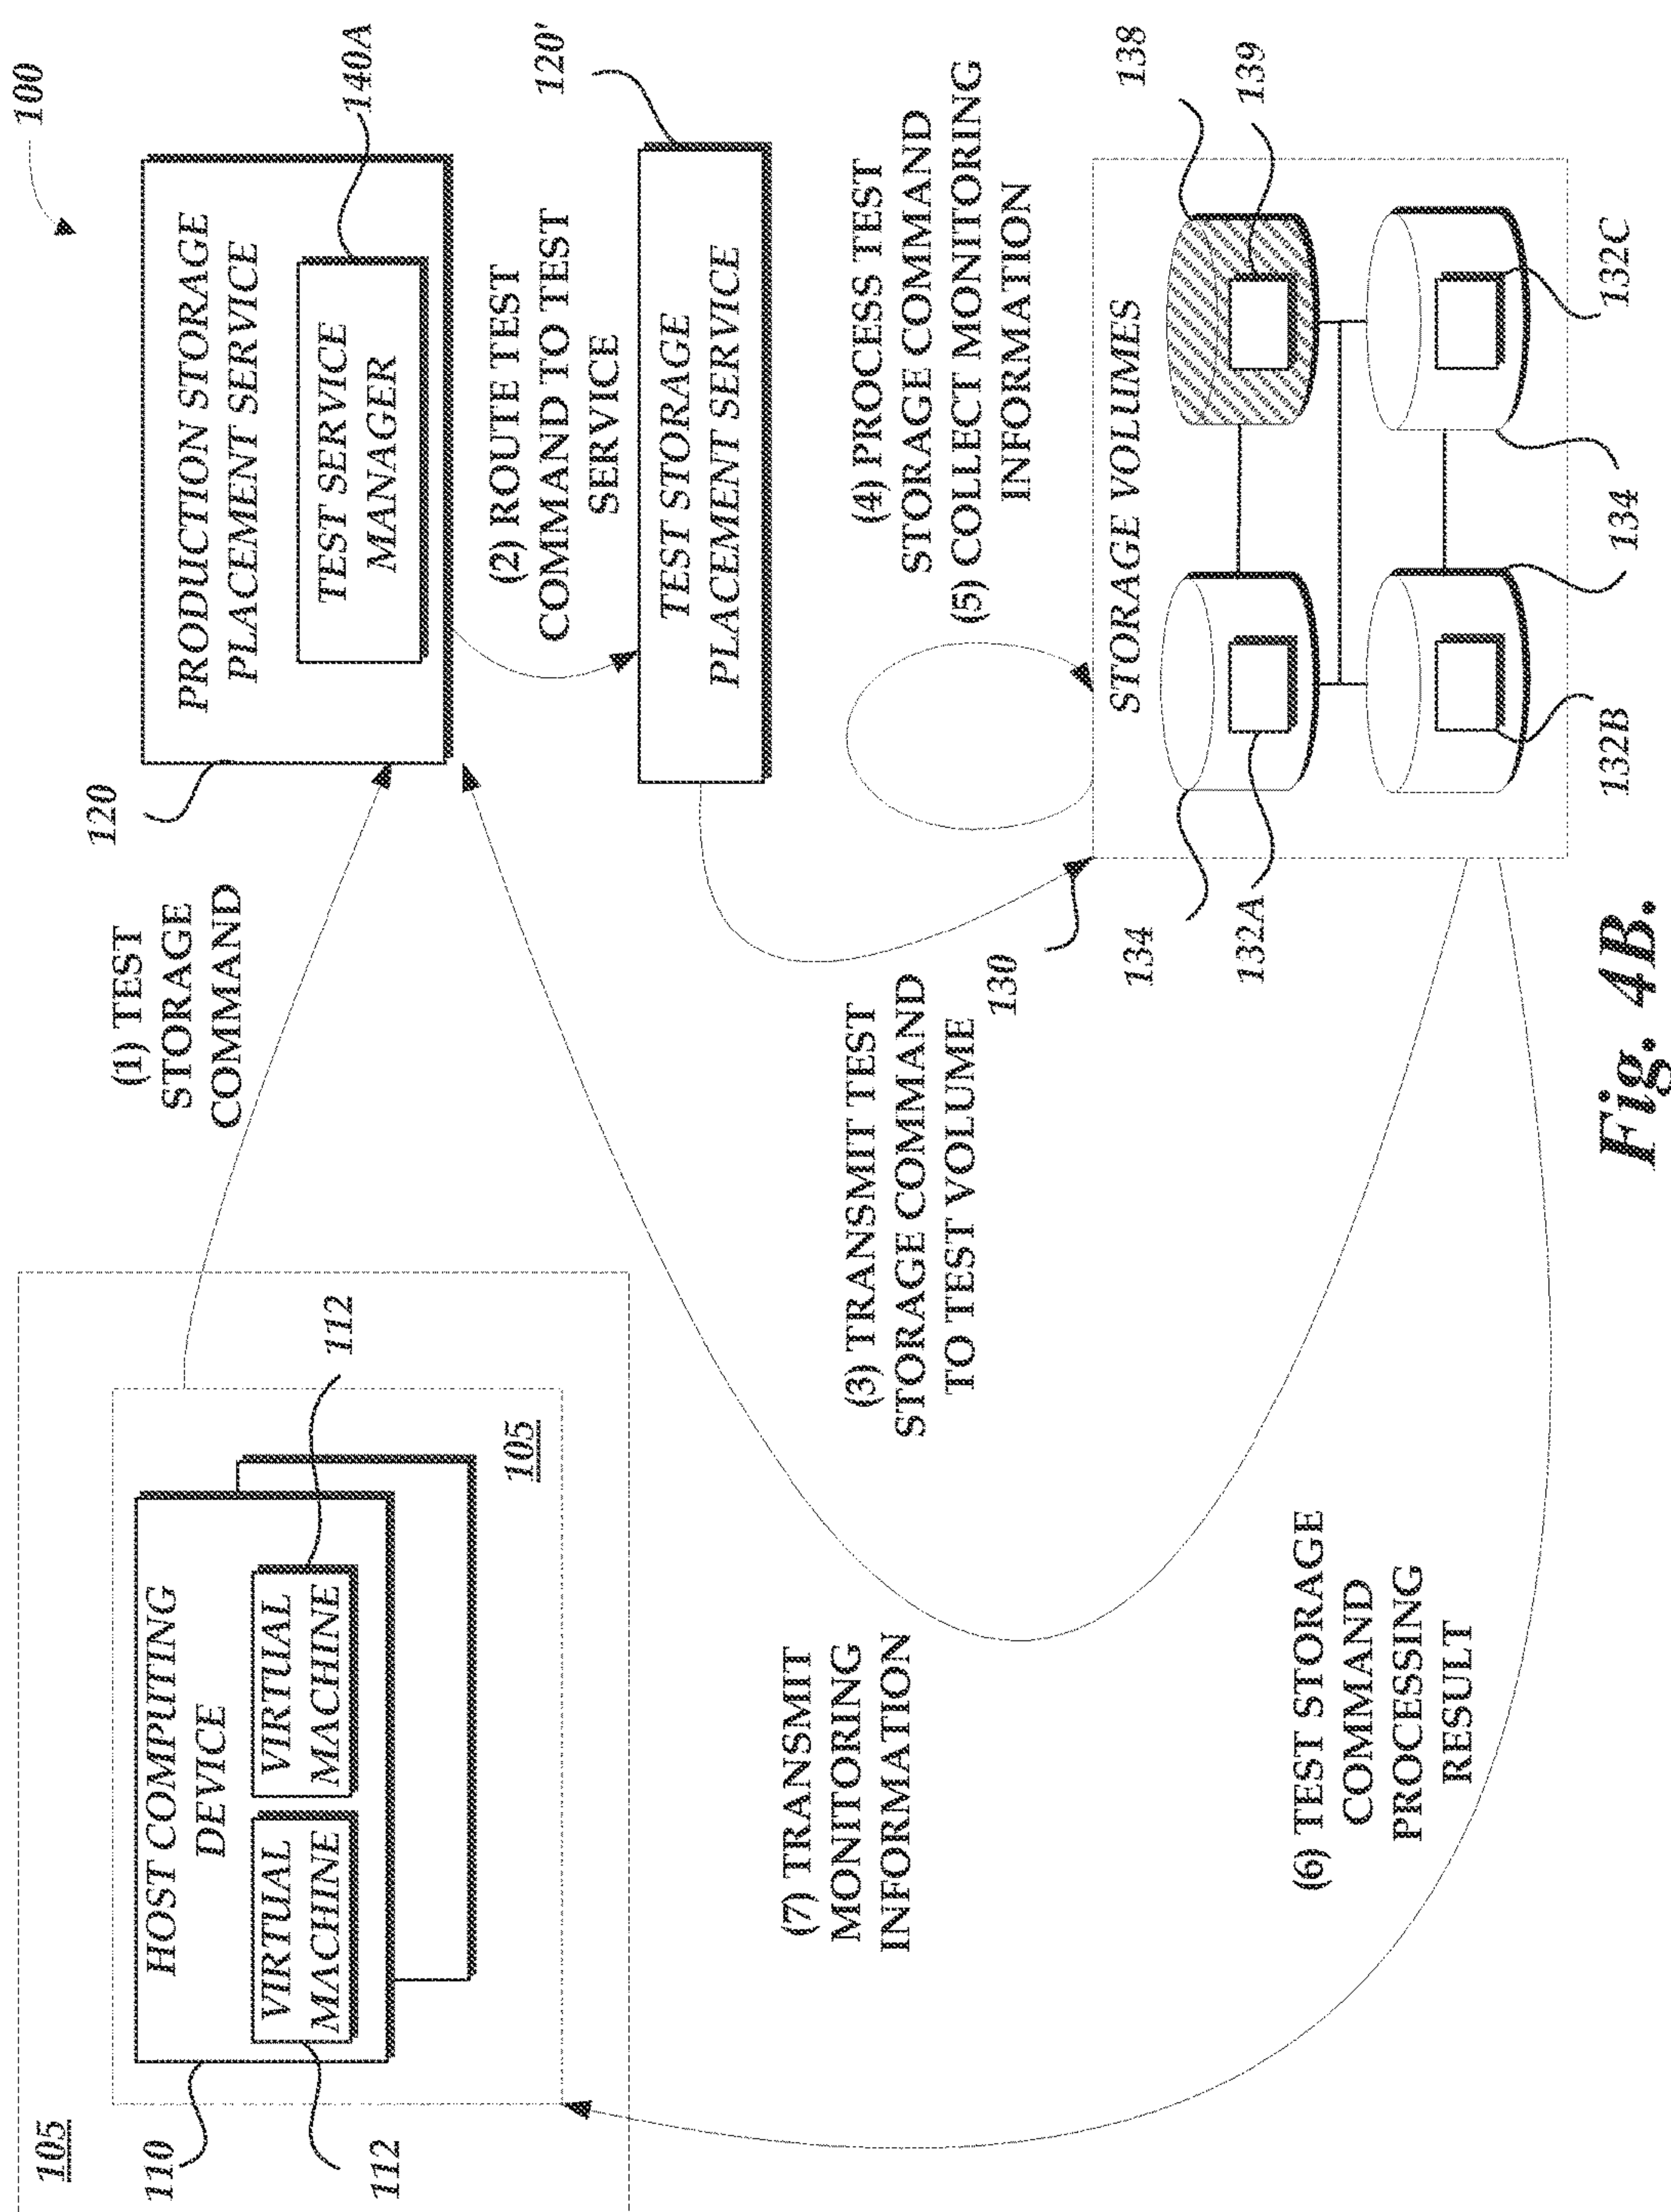 100
105
110
112
HOST COMPUTING
DEVICE
VIRTUAL
MACHINE
VIRTUAL
MACHINE
112
105
(1) TEST
STORAGE
COMMAND
120
PRODUCTION STORAGE
PLACEMENT SERVICE
TEST SERVICE
MANAGER
140A
(2) ROUTE TEST
COMMAND TO TEST
SERVICE
120'
TEST STORAGE
PLACEMENT SERVICE
(3) TRANSMIT TEST
STORAGE COMMAND
TO TEST VOLUME
(4) PROCESS TEST
STORAGE COMMAND
(5) COLLECT MONITORING
INFORMATION
130
STORAGE VOLUMES
138
139
134
132A
132B
134
132C
(7) TRANSMIT
MONITORING
INFORMATION
(6) TEST STORAGE
COMMAND
PROCESSING
RESULT
Fig. 4B.